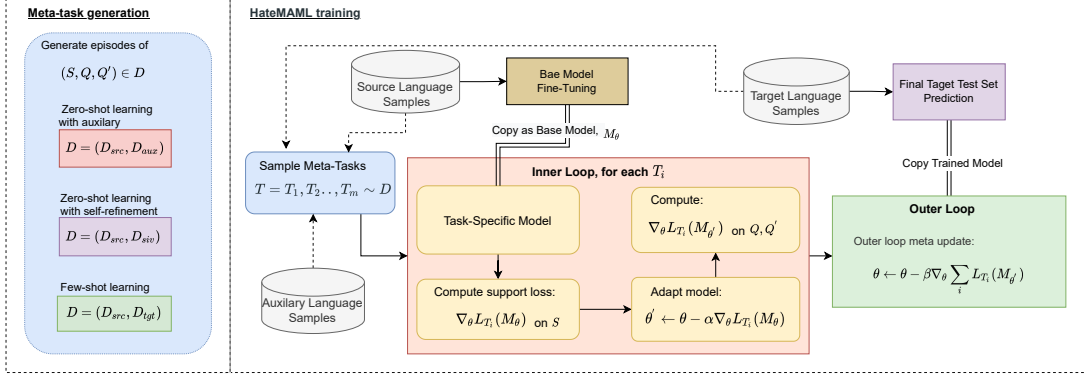 Meta-task generation
Generate episodes of
(S, Q, Q′) ∈ D
Zero-shot learning
with auxilary
D = (D_src, D_aux)
Zero-shot learning
with self-refinement
D = (D_src, D_siv)
Few-shot learning
D = (D_src, D_tgt)
HateMAML training
Source Language
Samples
Bae Model
Fine-Tuning
Target Language
Samples
Final Taget Test Set
Prediction
Copy as Base Model, M_θ
Copy Trained Model
Sample Meta-Tasks
T = T_1, T_2.., T_m ∼ D
Auxilary Language
Samples
Inner Loop, for each T_i
Task-Specific Model
Compute support loss:
∇_θ L_{T_i}(M_θ) on S
Compute:
∇_θ L_{T_i}(M_{θ′}) on Q, Q′
Adapt model:
θ′ ← θ − α∇_θ L_{T_i}(M_θ)
Outer Loop
Outer loop meta update:
θ ← θ − β∇_θ ∑_i L_{T_i}(M_{θ′})